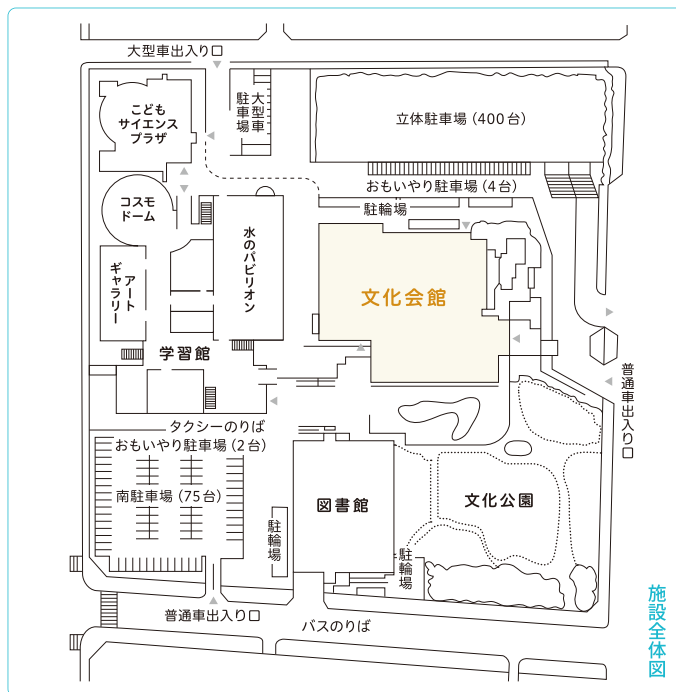 大型車出入り口
こども
サイエンス
プラザ
大型車
駐車場
立体駐車場（400台）
おもいやり駐車場（4台）
駐輪場
コスモ
ドーム
水のパビリオン
アート
ギャラリー
文化会館
学習館
普通車出入り口
タクシーのりば
おもいやり駐車場（2台）
南駐車場（75台）
図書館
文化公園
駐輪場
駐輪場
普通車出入り口
バスのりば
施設全体図